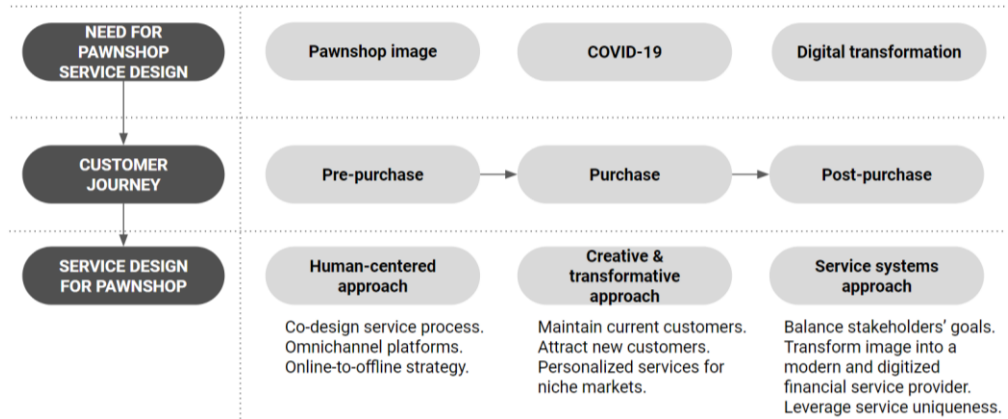 NEED FOR
PAWNSHOP
SERVICE DESIGN
Pawnshop image
COVID-19
Digital transformation
CUSTOMER
JOURNEY
Pre-purchase
Purchase
Post-purchase
SERVICE DESIGN
FOR PAWNSHOP
Human-centered
approach
Creative &
transformative
approach
Service systems
approach
Co-design service process.
Omnichannel platforms.
Online-to-offline strategy.
Maintain current customers.
Attract new customers.
Personalized services for
niche markets.
Balance stakeholders’ goals.
Transform image into a
modern and digitized
financial service provider.
Leverage service uniqueness.